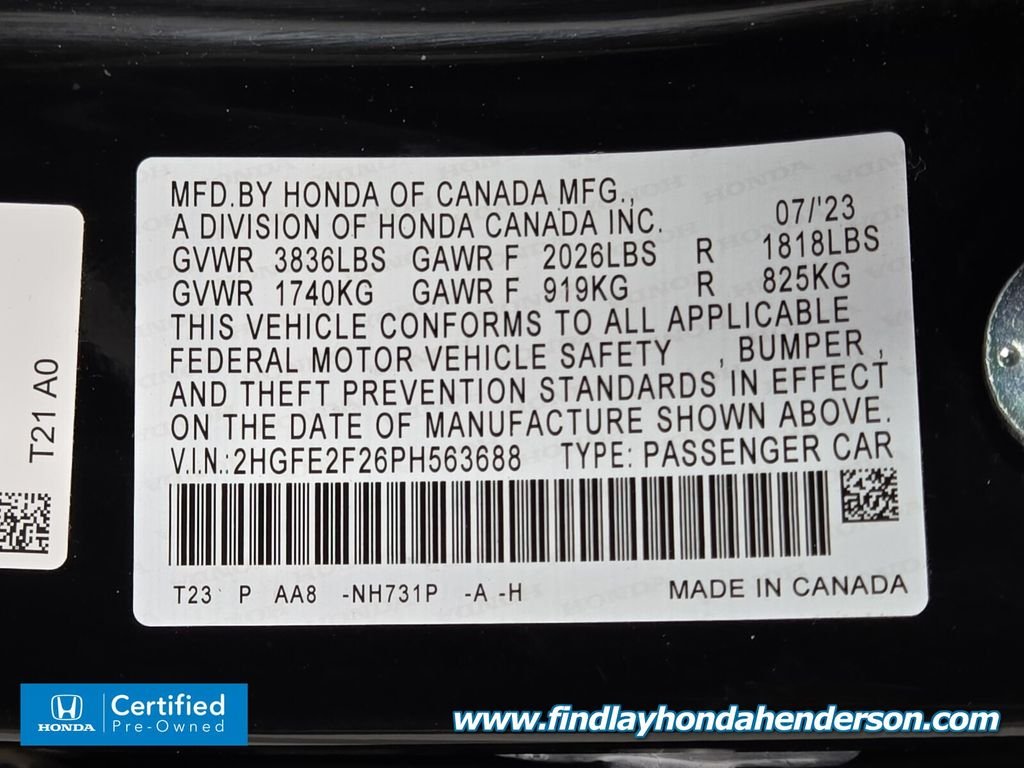 MFD.BY HONDA OF CANADA MFG.,
A DIVISION OF HONDA CANADA INC. 07/'23
GVWR 3836LBS GAWR F 2026LBS R 1818LBS
GVWR 1740KG GAWR F 919KG R 825KG
THIS VEHICLE CONFORMS TO ALL APPLICABLE
FEDERAL MOTOR VEHICLE SAFETY , BUMPER ,
AND THEFT PREVENTION STANDARDS IN EFFECT
ON THE DATE OF MANUFACTURE SHOWN ABOVE.
V.I.N.:2HGFE2F26PH563688 TYPE: PASSENGER CAR
T23 P AA8 -NH731P -A -H MADE IN CANADA
T21 A0
HONDA
Certified
Pre-Owned
www.findlayhondahenderson.com